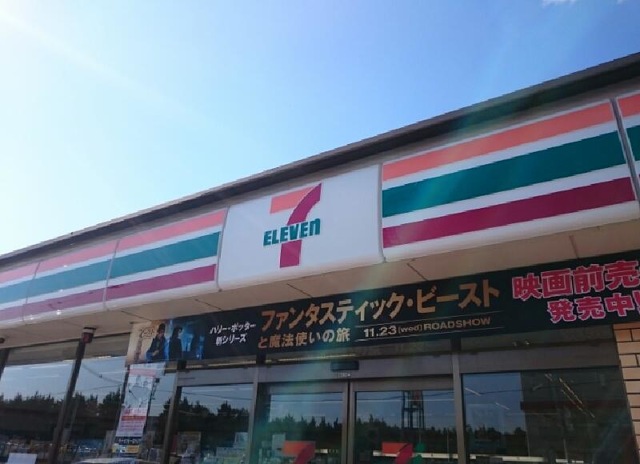 7
ELEVEn
ハリー・ポッター
新シリーズ
ファンタスティック・ビースト
と魔法使いの旅
11.23[wed]ROADSHOW
映画前売
発売中